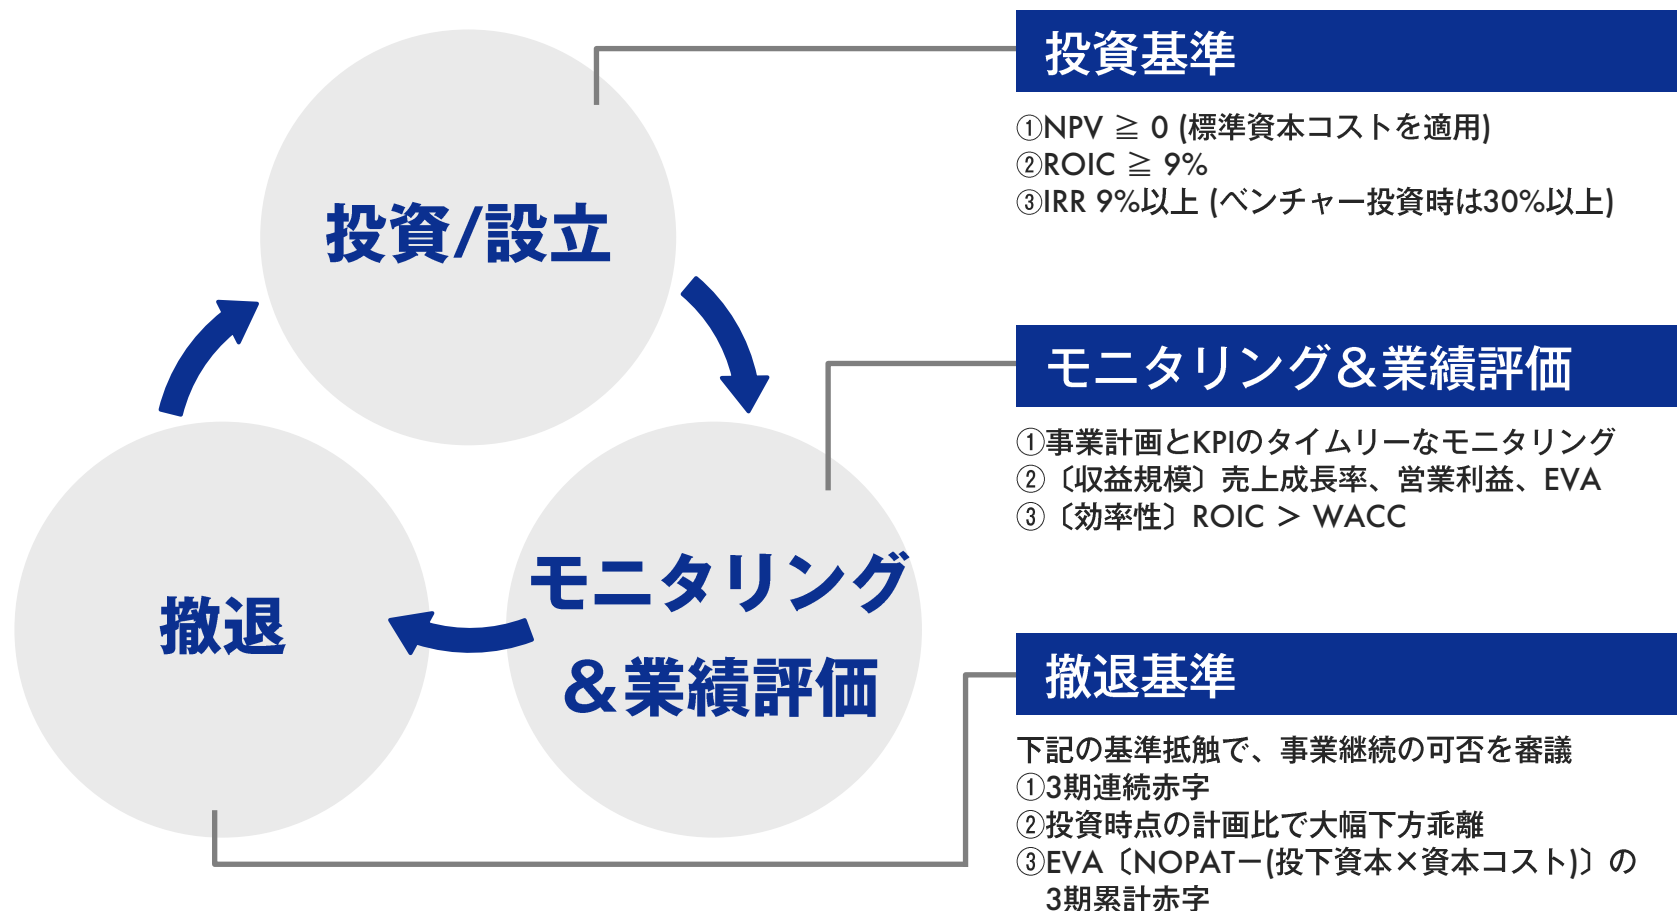 投資/設立
モニタリング
＆業績評価
撤退
投資基準
①NPV ≧ 0 (標準資本コストを適用)
②ROIC ≧ 9%
③IRR 9%以上 (ベンチャー投資時は30%以上)
モニタリング＆業績評価
①事業計画とKPIのタイムリーなモニタリング
②〔収益規模〕売上成長率、営業利益、EVA
③〔効率性〕ROIC ＞ WACC
撤退基準
下記の基準抵触で、事業継続の可否を審議
①3期連続赤字
②投資時点の計画比で大幅下方乖離
③EVA〔NOPATー(投下資本×資本コスト)〕の
3期累計赤字